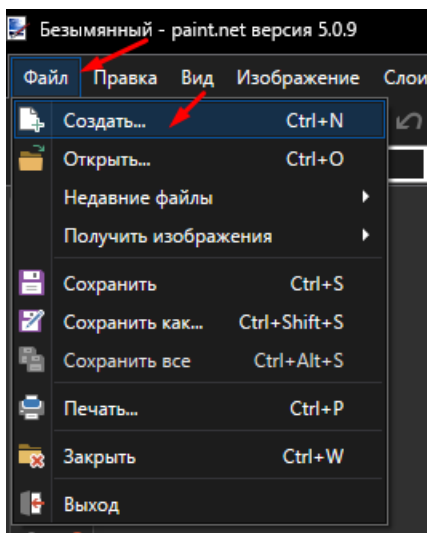 Безымянный - paint.net версия 5.0.9
Файл Правка Вид Изображение Слои
Создать... Ctrl+N
Открыть... Ctrl+O
Недавние файлы
Получить изображения
Сохранить Ctrl+S
Сохранить как... Ctrl+Shift+S
Сохранить все Ctrl+Alt+S
Печать... Ctrl+P
Закрыть Ctrl+W
Выход